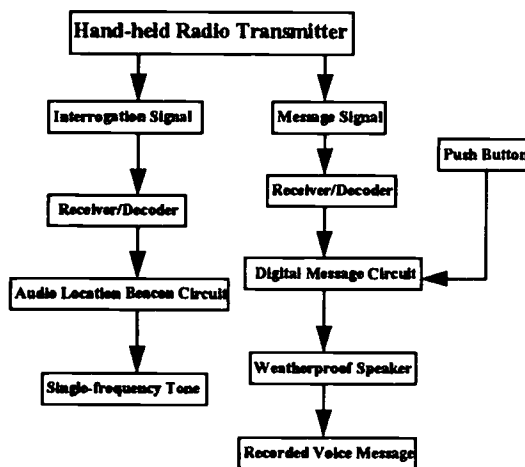 Hand-held Radio Transmitter
Interrogation Signal
Message Signal
Push Button
Receiver/Decoder
Receiver/Decoder
Audio Location Beacon Circuit
Digital Message Circuit
Single-frequency Tone
Weatherproof Speaker
Recorded Voice Message